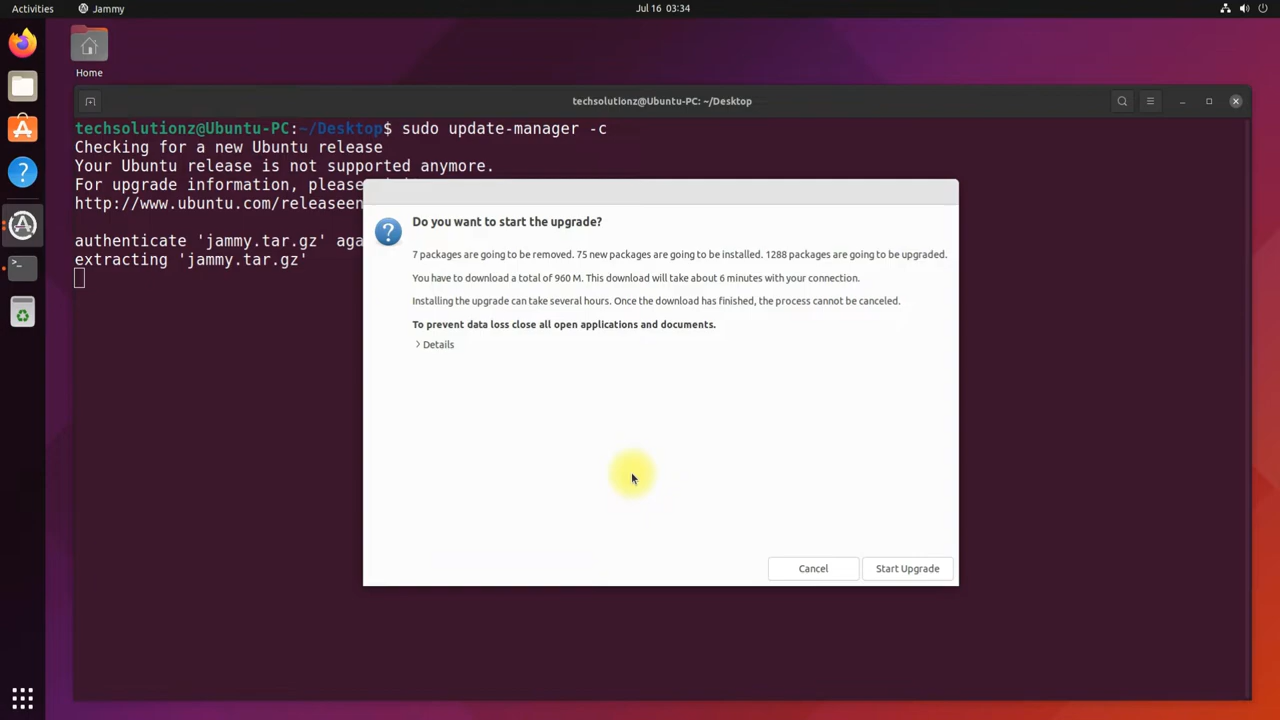 Activities
Jammy
Jul 16 03:34
Home
techsolutionz@Ubuntu-PC: ~/Desktop
techsolutionz@Ubuntu-PC:~/Desktop$ sudo update-manager -c
Checking for a new Ubuntu release
Your Ubuntu release is not supported anymore.
For upgrade information, please
http://www.ubuntu.com/releaseen
authenticate 'jammy.tar.gz' aga
extracting 'jammy.tar.gz'
Do you want to start the upgrade?
7 packages are going to be removed. 75 new packages are going to be installed. 1288 packages are going to be upgraded.
You have to download a total of 960 M. This download will take about 6 minutes with your connection.
Installing the upgrade can take several hours. Once the download has finished, the process cannot be canceled.
To prevent data loss close all open applications and documents.
Details
Cancel
Start Upgrade